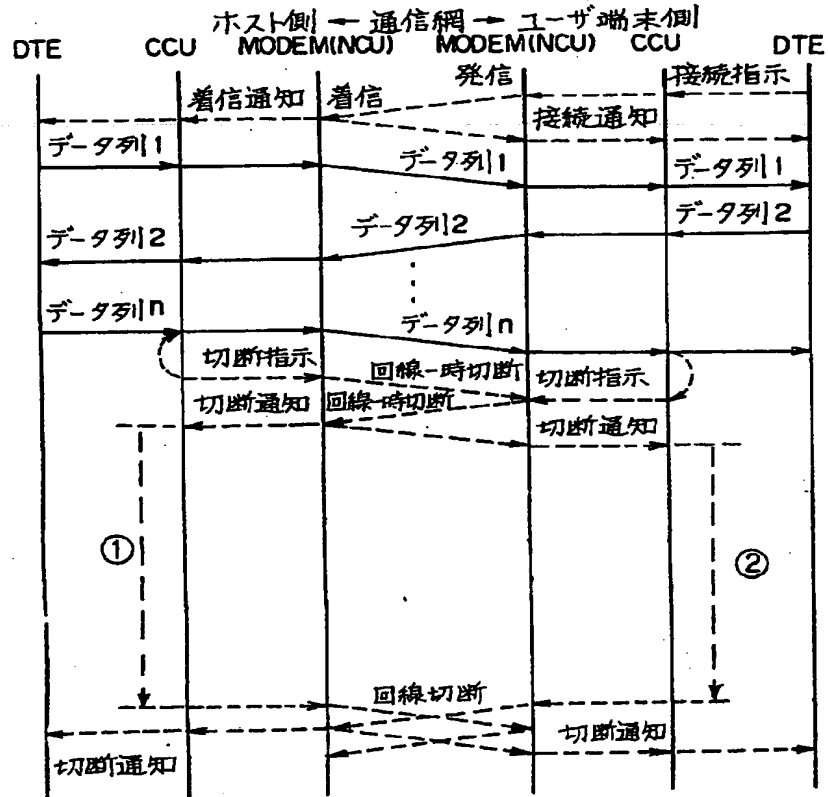 ホスト側 ← 通信網 → ユーザ端末側
DTE CCU MODEM(NCU) MODEM(NCU) CCU DTE
着信通知 着信 発信 接続指示
接続通知
データ列1 データ列1 データ列1
データ列2 データ列2 データ列2
データ列n データ列n
切断指示 回線一時切断 切断指示
切断通知 回線一時切断 切断通知
① ②
回線切断
切断通知 切断通知